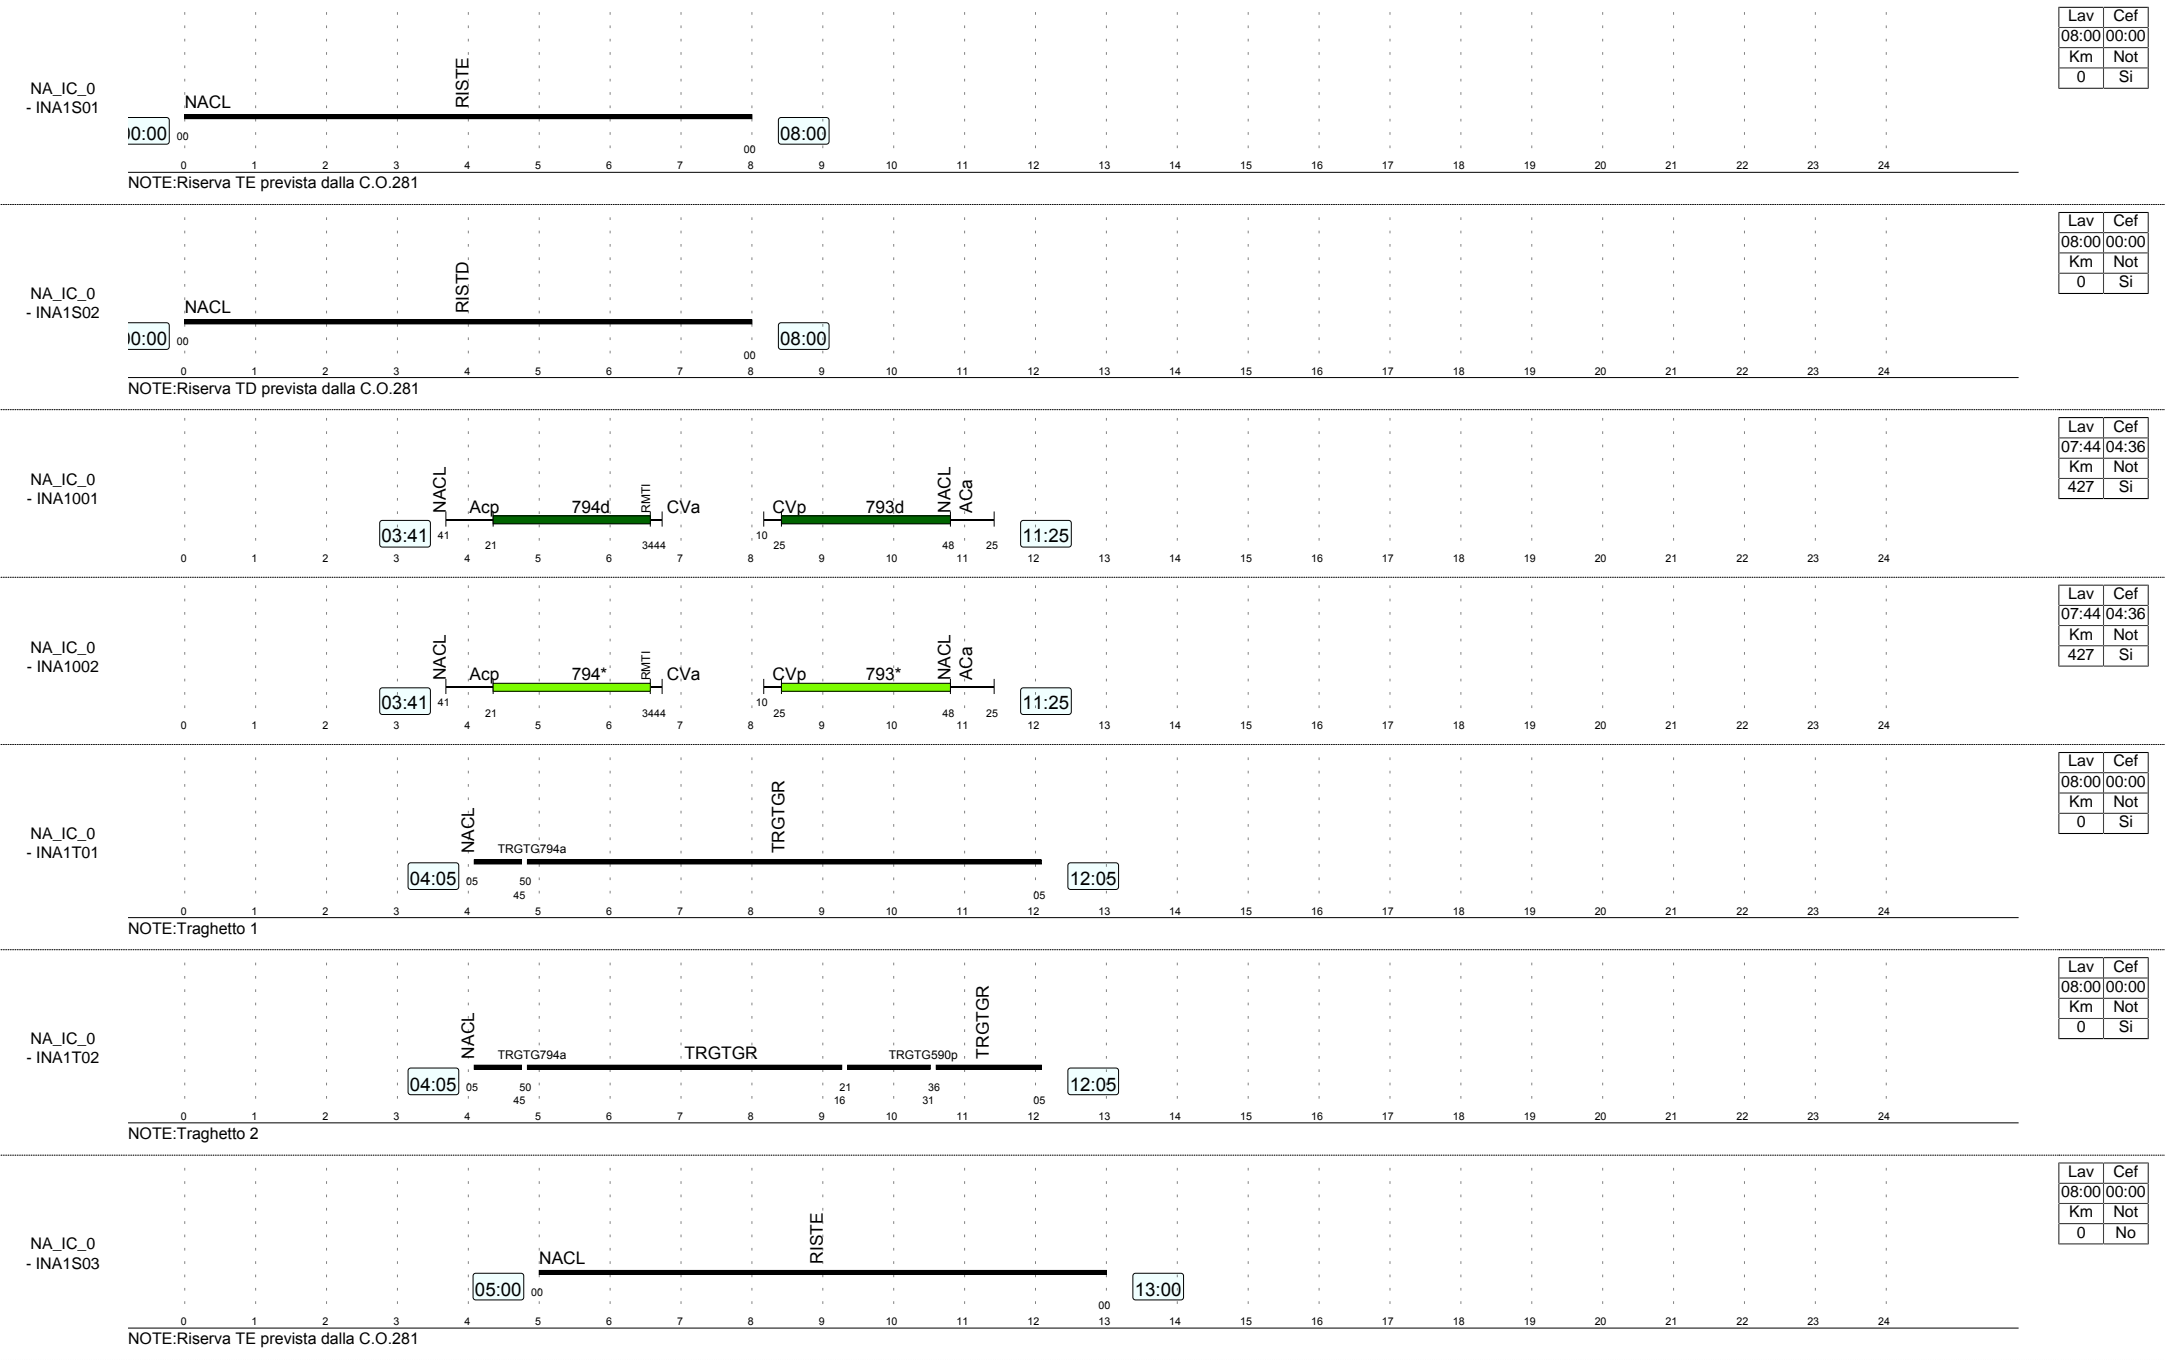 Lav Cef
08:00 00:00
Km Not
0 Si
NA_IC_0
- INA1S01
NACL
RISTE
00:00 00
00
08:00
0 1 2 3 4 5 6 7 8 9 10 11 12 13 14 15 16 17 18 19 20 21 22 23 24
NOTE:Riserva TE prevista dalla C.O.281
Lav Cef
08:00 00:00
Km Not
0 Si
NA_IC_0
- INA1S02
NACL
RISTD
00:00 00
00
08:00
0 1 2 3 4 5 6 7 8 9 10 11 12 13 14 15 16 17 18 19 20 21 22 23 24
NOTE:Riserva TD prevista dalla C.O.281
Lav Cef
07:44 04:36
Km Not
427 Si
NA_IC_0
- INA1001
NACL Acp 794d RMTI CVa CVp 793d NACL ACa
03:41 41 10 11:25
21 3444 25 48 25
0 1 2 3 4 5 6 7 8 9 10 11 12 13 14 15 16 17 18 19 20 21 22 23 24
Lav Cef
07:44 04:36
Km Not
427 Si
NA_IC_0
- INA1002
NACL Acp 794* RMTI CVa CVp 793* NACL ACa
03:41 41 10 11:25
21 3444 25 48 25
0 1 2 3 4 5 6 7 8 9 10 11 12 13 14 15 16 17 18 19 20 21 22 23 24
Lav Cef
08:00 00:00
Km Not
0 Si
NA_IC_0
- INA1T01
NACL TRGTG794a TRGTGR
04:05 05 50 12:05
45 05
0 1 2 3 4 5 6 7 8 9 10 11 12 13 14 15 16 17 18 19 20 21 22 23 24
NOTE:Traghetto 1
Lav Cef
08:00 00:00
Km Not
0 Si
NA_IC_0
- INA1T02
NACL TRGTG794a TRGTGR TRGTG590p TRGTGR
04:05 05 50 21 36 12:05
45 16 31 05
0 1 2 3 4 5 6 7 8 9 10 11 12 13 14 15 16 17 18 19 20 21 22 23 24
NOTE:Traghetto 2
Lav Cef
08:00 00:00
Km Not
0 No
NA_IC_0
- INA1S03
NACL
RISTE
05:00 00
00
13:00
0 1 2 3 4 5 6 7 8 9 10 11 12 13 14 15 16 17 18 19 20 21 22 23 24
NOTE:Riserva TE prevista dalla C.O.281